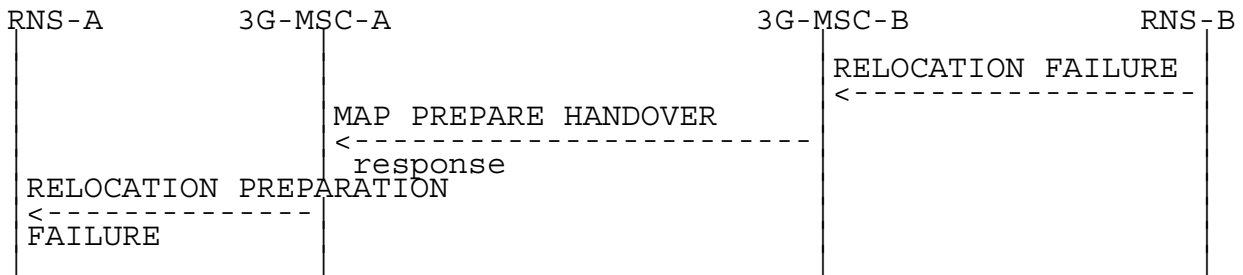 RNS-A 3G-MSC-A 3G-MSC-B RNS-B
RELOCATION FAILURE
MAP PREPARE HANDOVER
response
RELOCATION PREPARATION
FAILURE